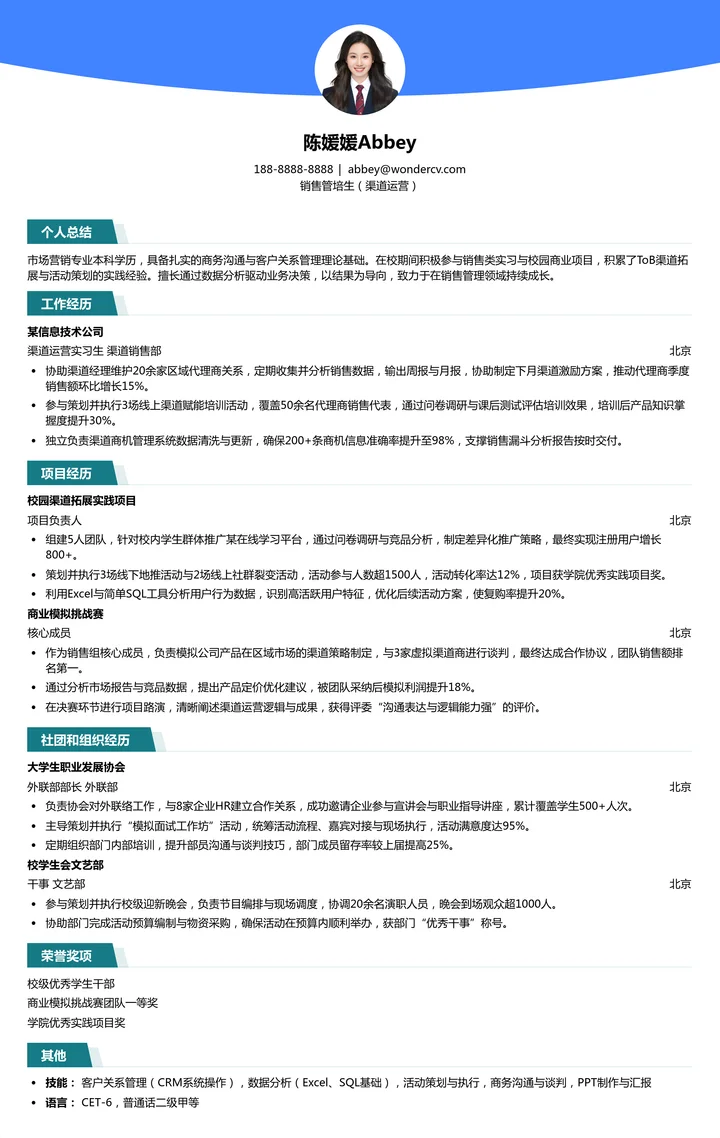 陈媛媛Abbey
188-8888-8888 | abbey@wondercv.com
销售管培生（渠道运营）
个人总结
市场营销专业本科学历，具备扎实的商务沟通与客户关系管理理论基础。在校期间积极参与销售类实习与校园商业项目，积累了ToB渠道拓
展与活动策划的实践经验。擅长通过数据分析驱动业务决策，以结果为导向，致力于在销售管理领域持续成长。
工作经历
某信息技术公司
渠道运营实习生 渠道销售部 北京
• 协助渠道经理维护20余家区域代理商关系，定期收集并分析销售数据，输出周报与月报，协助制定下月渠道激励方案，推动代理商季度
销售额环比增长15%。
• 参与策划并执行3场线上渠道赋能培训活动，覆盖50余名代理商销售代表，通过问卷调研与课后测试评估培训效果，培训后产品知识掌
握度提升30%。
• 独立负责渠道商机管理系统数据清洗与更新，确保200+条商机信息准确率提升至98%，支撑销售漏斗分析报告按时交付。
项目经历
校园渠道拓展实践项目
项目负责人 北京
• 组建5人团队，针对校内学生群体推广某在线学习平台，通过问卷调研与竞品分析，制定差异化推广策略，最终实现注册用户增长
800+。
• 策划并执行3场线下地推活动与2场线上社群裂变活动，活动参与人数超1500人，活动转化率达12%，项目获学院优秀实践项目奖。
• 利用Excel与简单SQL工具分析用户行为数据，识别高活跃用户特征，优化后续活动方案，使复购率提升20%。
商业模拟挑战赛
核心成员 北京
• 作为销售组核心成员，负责模拟公司产品在区域市场的渠道策略制定，与3家虚拟渠道商进行谈判，最终达成合作协议，团队销售额排
名第一。
• 通过分析市场报告与竞品数据，提出产品定价优化建议，被团队采纳后模拟利润提升18%。
• 在决赛环节进行项目路演，清晰阐述渠道运营逻辑与成果，获得评委“沟通表达与逻辑能力强”的评价。
社团和组织经历
大学生职业发展协会
外联部部长 外联部 北京
• 负责协会对外联络工作，与8家企业HR建立合作关系，成功邀请企业参与宣讲会与职业指导讲座，累计覆盖学生500+人次。
• 主导策划并执行“模拟面试工作坊”活动，统筹活动流程、嘉宾对接与现场执行，活动满意度达95%。
• 定期组织部门内部培训，提升部员沟通与谈判技巧，部门成员留存率较上届提高25%。
校学生会文艺部
干事 文艺部 北京
• 参与策划并执行校级迎新晚会，负责节目编排与现场调度，协调20余名演职人员，晚会到场观众超1000人。
• 协助部门完成活动预算编制与物资采购，确保活动在预算内顺利举办，获部门“优秀干事”称号。
荣誉奖项
校级优秀学生干部
商业模拟挑战赛团队一等奖
学院优秀实践项目奖
其他
• 技能： 客户关系管理（CRM系统操作），数据分析（Excel、SQL基础），活动策划与执行，商务沟通与谈判，PPT制作与汇报
• 语言： CET-6，普通话二级甲等